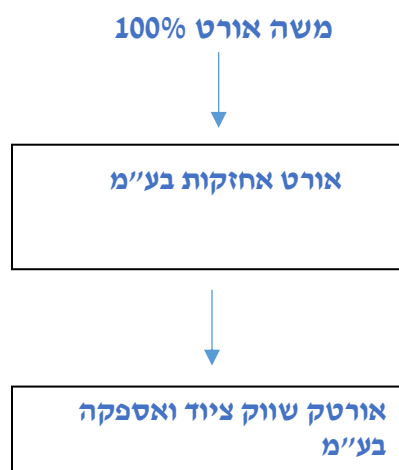 משה אורט 100%
אורט אחזקות בע״מ
אורטק שווק ציוד ואספקה
בע״מ